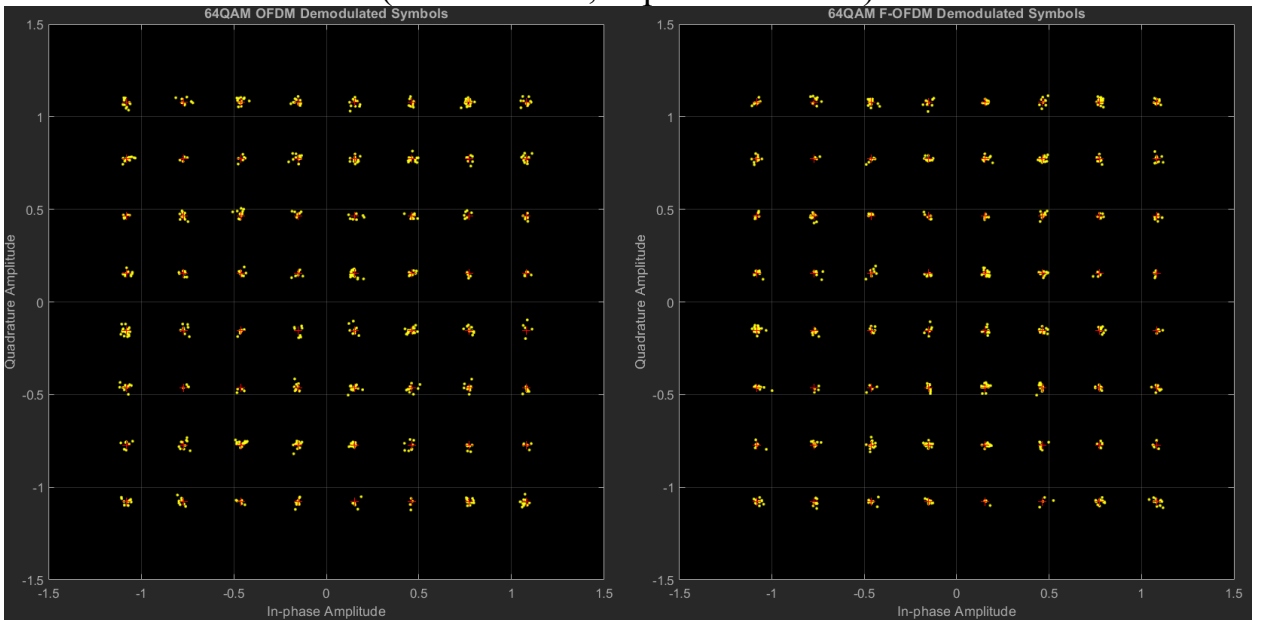 64QAM OFDM Demodulated Symbols
1.5
1
0.5
0
-0.5
-1
-1.5
Quadrature Amplitude
-1.5 -1 -0.5 0 0.5 1 1.5
In-phase Amplitude
64QAM F-OFDM Demodulated Symbols
1.5
1
0.5
0
-0.5
-1
-1.5
Quadrature Amplitude
-1.5 -1 -0.5 0 0.5 1 1.5
In-phase Amplitude